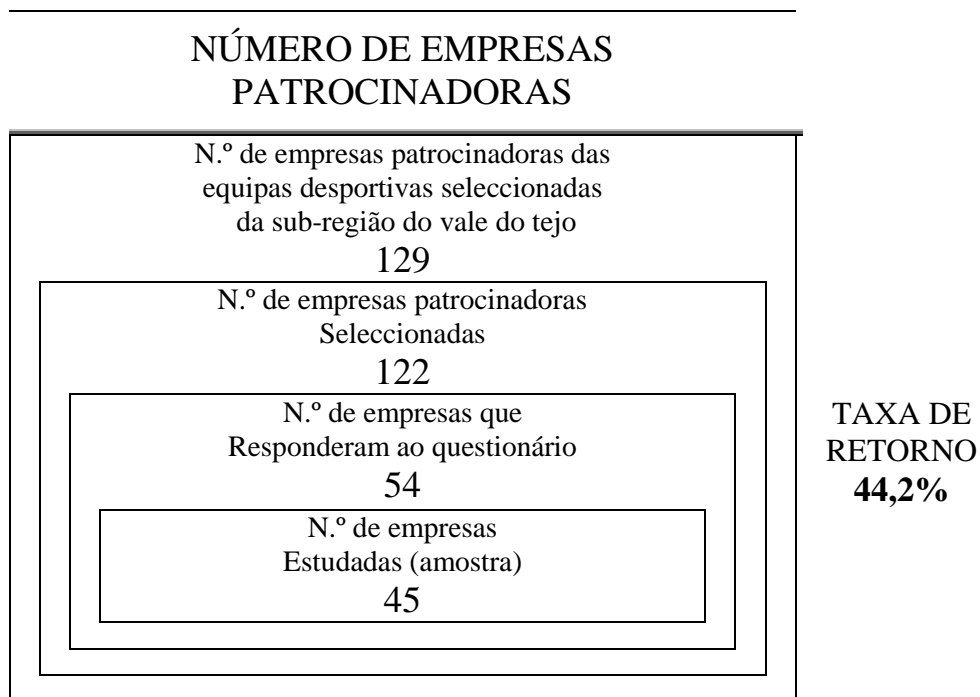 NÚMERO DE EMPRESAS
PATROCINADORAS
N.º de empresas patrocinadoras das
equipas desportivas seleccionadas
da sub-região do vale do tejo
129
N.º de empresas patrocinadoras
Seleccionadas
122
N.º de empresas que
Responderam ao questionário
54
N.º de empresas
Estudadas (amostra)
45
TAXA DE
RETORNO
44,2%